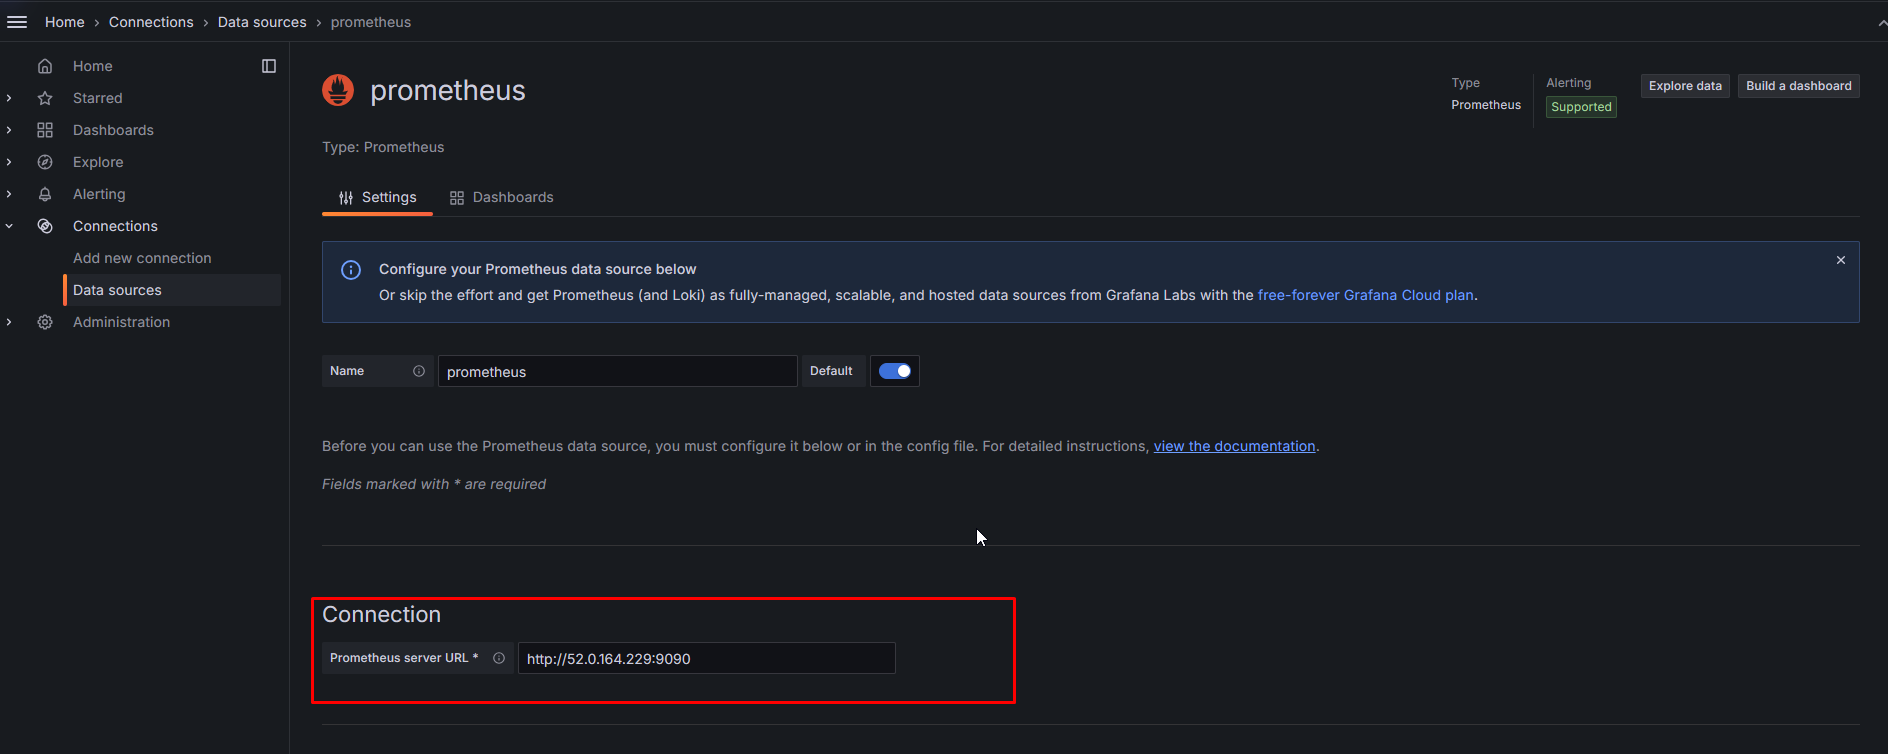 Home › Connections › Data sources › prometheus
Home
Starred
Dashboards
Explore
Alerting
Connections
Add new connection
Data sources
Administration
prometheus
Type
Prometheus
Alerting
Supported
Explore data
Build a dashboard
Type: Prometheus
Settings
Dashboards
Configure your Prometheus data source below
Or skip the effort and get Prometheus (and Loki) as fully-managed, scalable, and hosted data sources from Grafana Labs with the free-forever Grafana Cloud plan.
Name
prometheus
Default
Before you can use the Prometheus data source, you must configure it below or in the config file. For detailed instructions, view the documentation.
Fields marked with * are required
Connection
Prometheus server URL *
http://52.0.164.229:9090